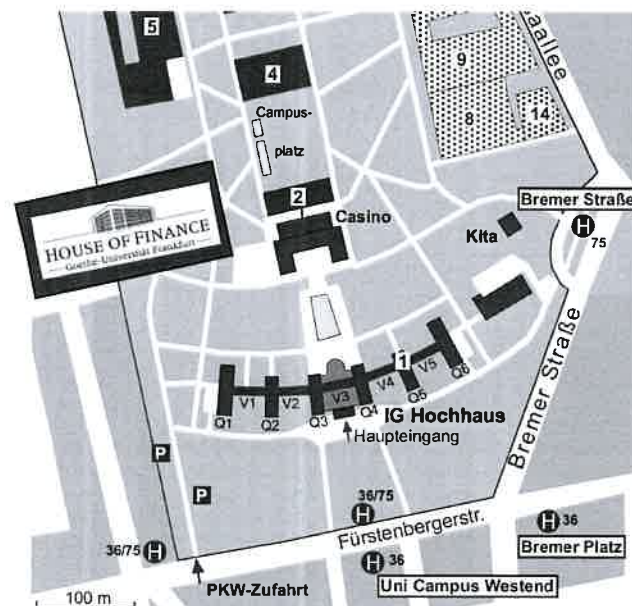 5
4
9
8
14
aallee
Campus-
platz
2
Casino
HOUSE OF FINANCE
Goethe-Universität Frankfurt
Bremer Straße
H
75
Kita
1
Q1
V1
Q2
V2
Q3
V3
Q4
V4
Q5
V5
Q6
IG Hochhaus
Haupteingang
Bremer Straße
P
P
36/75
H
36/75
H
Fürstenbergerstr.
H
36
Bremer Platz
H
36
Uni Campus Westend
PKW-Zufahrt
100 m